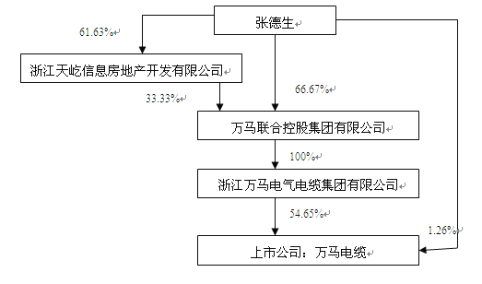 张德生
61.63%
浙江天屹信息房地产开发有限公司
33.33%
66.67%
万马联合控股集团有限公司
100%
浙江万马电气电缆集团有限公司
54.65%
1.26%
上市公司：万马电缆